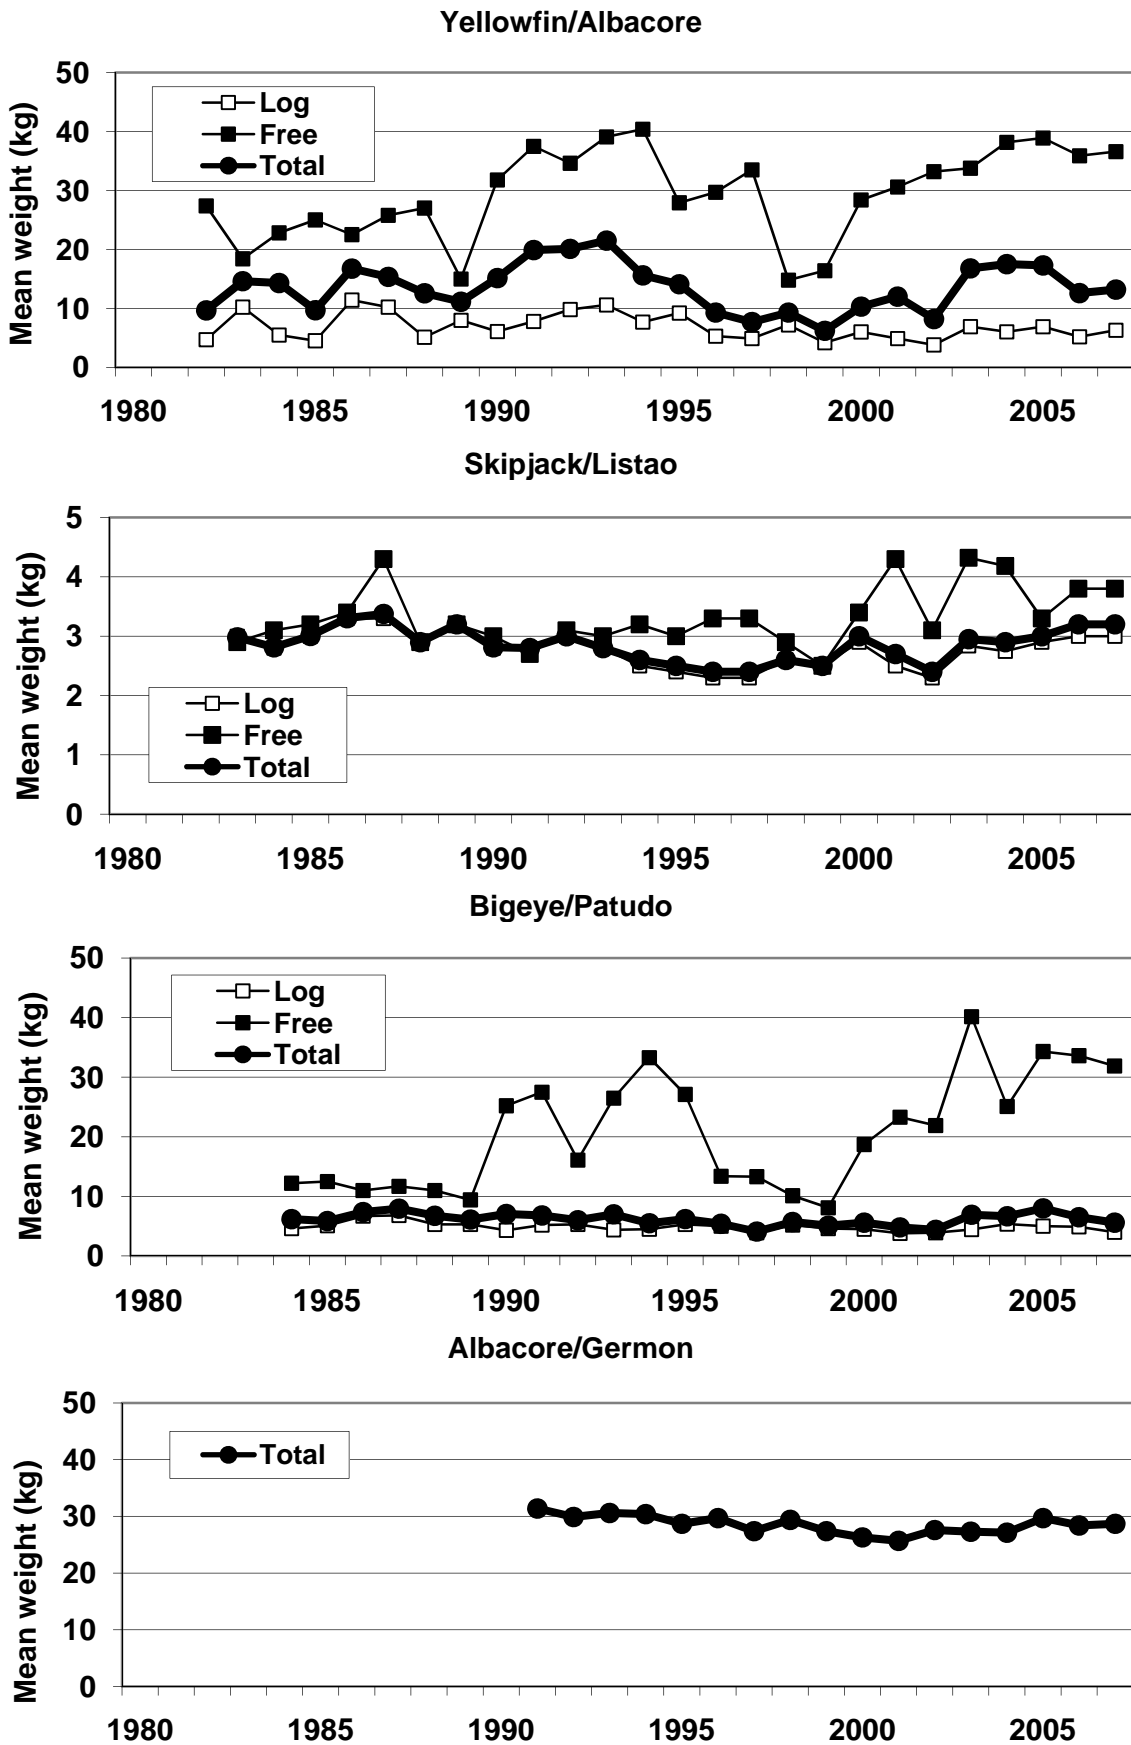 Yellowfin/Albacore
Mean weight (kg)
50
40
30
20
10
0
Log
Free
Total
1980 1985 1990 1995 2000 2005
Skipjack/Listao
Mean weight (kg)
5
4
3
2
1
0
Log
Free
Total
1980 1985 1990 1995 2000 2005
Bigeye/Patudo
Mean weight (kg)
50
40
30
20
10
0
Log
Free
Total
1980 1985 1990 1995 2000 2005
Albacore/Germon
Mean weight (kg)
50
40
30
20
10
0
Total
1980 1985 1990 1995 2000 2005